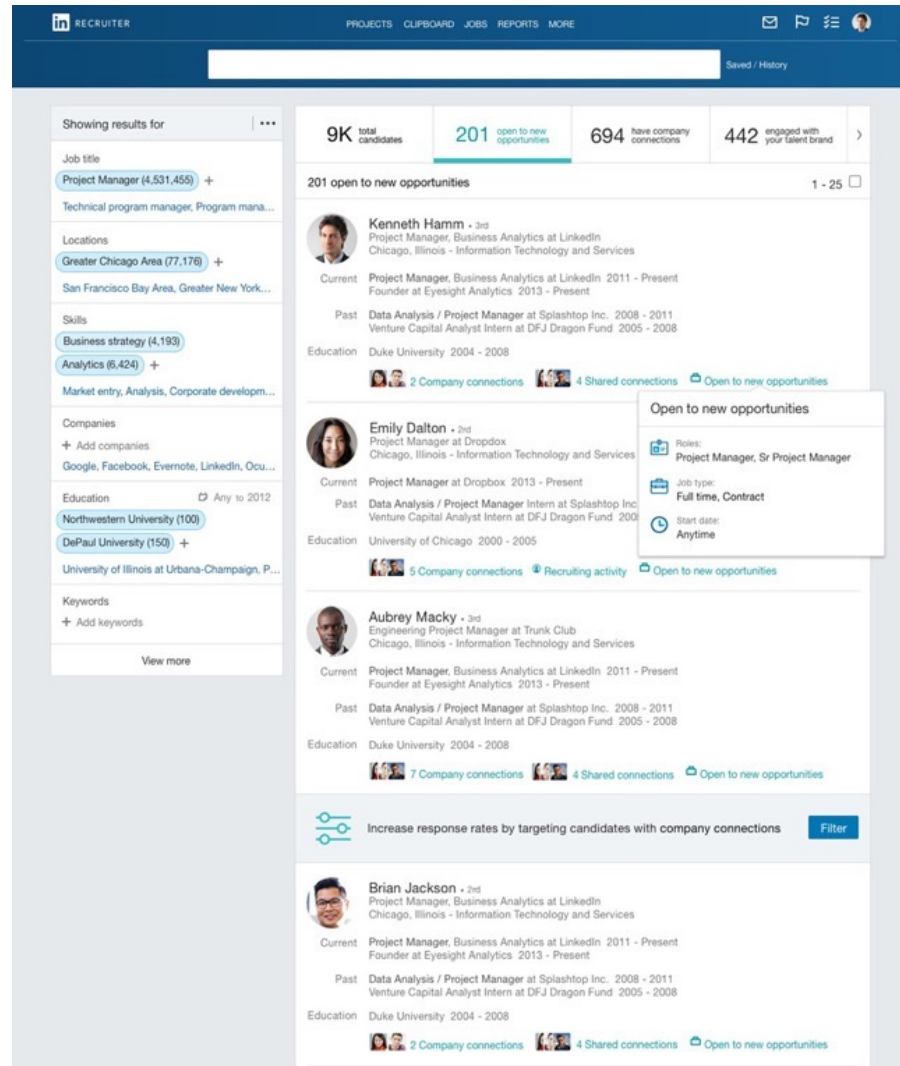 in RECRUITER
PROJECTS CLIPBOARD JOBS REPORTS MORE
Saved / History
Showing results for
Job title
Project Manager (4,531,455) +
Technical program manager, Program mana...
Locations
Greater Chicago Area (77,176) +
San Francisco Bay Area, Greater New York...
Skills
Business strategy (4,193)
Analytics (6,424) +
Market entry, Analysis, Corporate developm...
Companies
+ Add companies
Google, Facebook, Evernote, LinkedIn, Ocu...
Education Any to 2012
Northwestern University (100)
DePaul University (150) +
University of Illinois at Urbana-Champaign, P...
Keywords
+ Add keywords
View more
9K total candidates
201 open to new opportunities
694 have company connections
442 engaged with your talent brand
201 open to new opportunities 1 - 25
Kenneth Hamm • 3rd
Project Manager, Business Analytics at LinkedIn
Chicago, Illinois - Information Technology and Services
Current Project Manager, Business Analytics at LinkedIn 2011 - Present
Founder at Eyesight Analytics 2013 - Present
Past Data Analysis / Project Manager at Splashtop Inc. 2008 - 2011
Venture Capital Analyst Intern at DFJ Dragon Fund 2005 - 2008
Education Duke University 2004 - 2008
2 Company connections 4 Shared connections Open to new opportunities
Open to new opportunities
Roles:
Project Manager, Sr Project Manager
Job type:
Full time, Contract
Start date:
Anytime
Emily Dalton • 2nd
Project Manager at Dropbox
Chicago, Illinois - Information Technology and Services
Current Project Manager at Dropbox 2013 - Present
Past Data Analysis / Project Manager Intern at Splashtop Inc
Venture Capital Analyst Intern at DFJ Dragon Fund 200
Education University of Chicago 2000 - 2005
5 Company connections Recruiting activity Open to new opportunities
Aubrey Macky • 3rd
Engineering Project Manager at Trunk Club
Chicago, Illinois - Information Technology and Services
Current Project Manager, Business Analytics at LinkedIn 2011 - Present
Founder at Eyesight Analytics 2013 - Present
Past Data Analysis / Project Manager at Splashtop Inc. 2008 - 2011
Venture Capital Analyst Intern at DFJ Dragon Fund 2005 - 2008
Education Duke University 2004 - 2008
7 Company connections 4 Shared connections Open to new opportunities
Increase response rates by targeting candidates with company connections Filter
Brian Jackson • 2rd
Project Manager, Business Analytics at LinkedIn
Chicago, Illinois - Information Technology and Services
Current Project Manager, Business Analytics at LinkedIn 2011 - Present
Founder at Eyesight Analytics 2013 - Present
Past Data Analysis / Project Manager at Splashtop Inc. 2008 - 2011
Venture Capital Analyst Intern at DFJ Dragon Fund 2005 - 2008
Education Duke University 2004 - 2008
2 Company connections 4 Shared connections Open to new opportunities